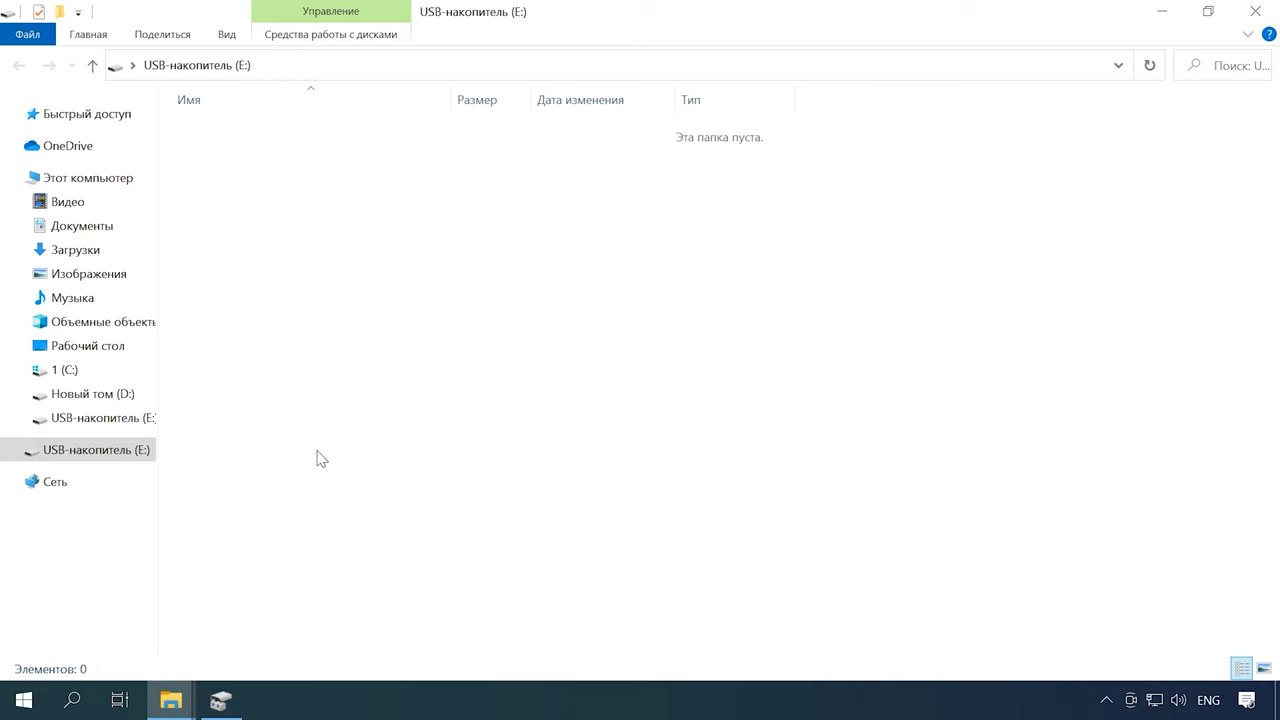 Управление
USB-накопитель (E:)
Файл
Главная
Поделиться
Вид
Средства работы с дисками
USB-накопитель (E:)
Поиск: U...
Имя
Размер
Дата изменения
Тип
Эта папка пуста.
Быстрый доступ
OneDrive
Этот компьютер
Видео
Документы
Загрузки
Изображения
Музыка
Объемные объекть
Рабочий стол
1 (C:)
Новый том (D:)
USB-накопитель (E:
USB-накопитель (E:)
Сеть
Элементов: 0
ENG